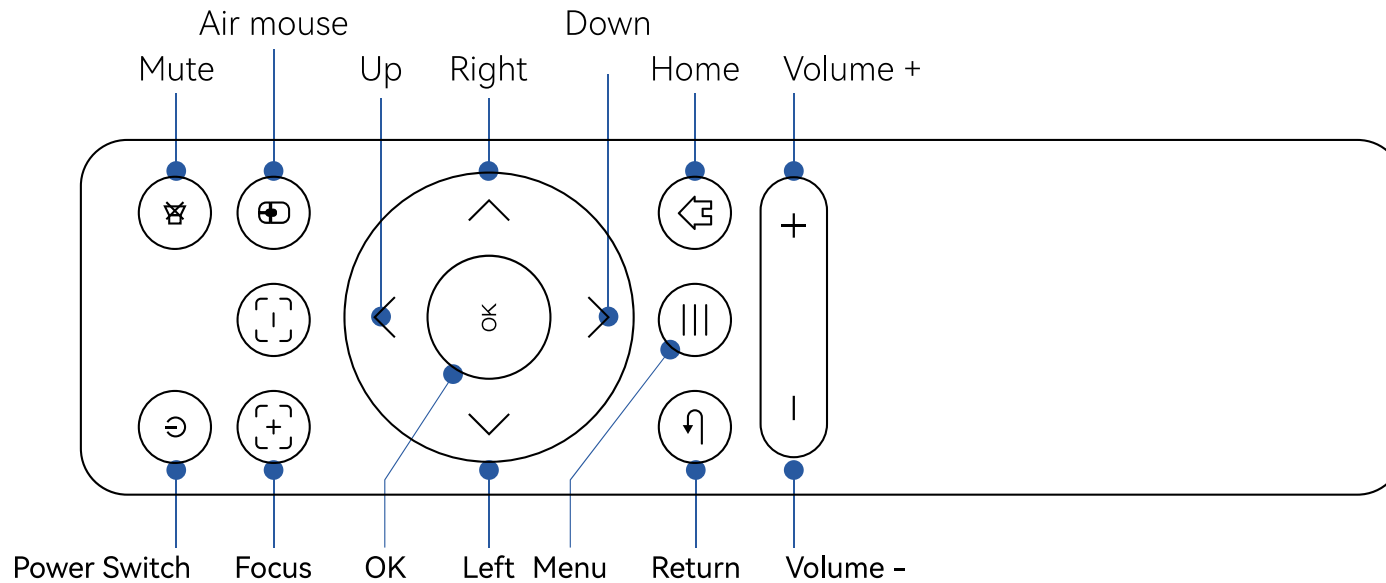 Air mouse
Down
Mute
Up
Right
Home
Volume +
OK
Power Switch
Focus
OK
Left
Menu
Return
Volume -